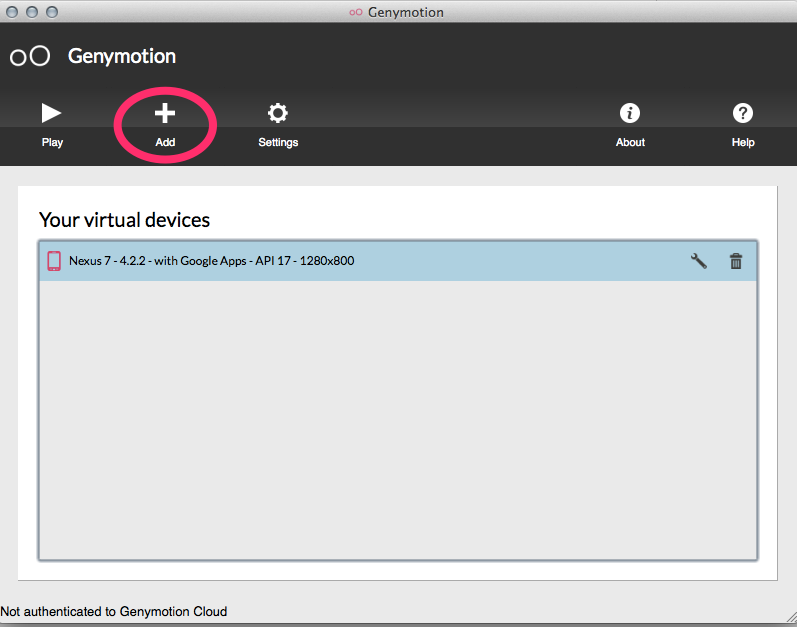 Genymotion
Genymotion
Play
Add
Settings
About
Help
Your virtual devices
Nexus 7 - 4.2.2 - with Google Apps - API 17 - 1280x800
Not authenticated to Genymotion Cloud